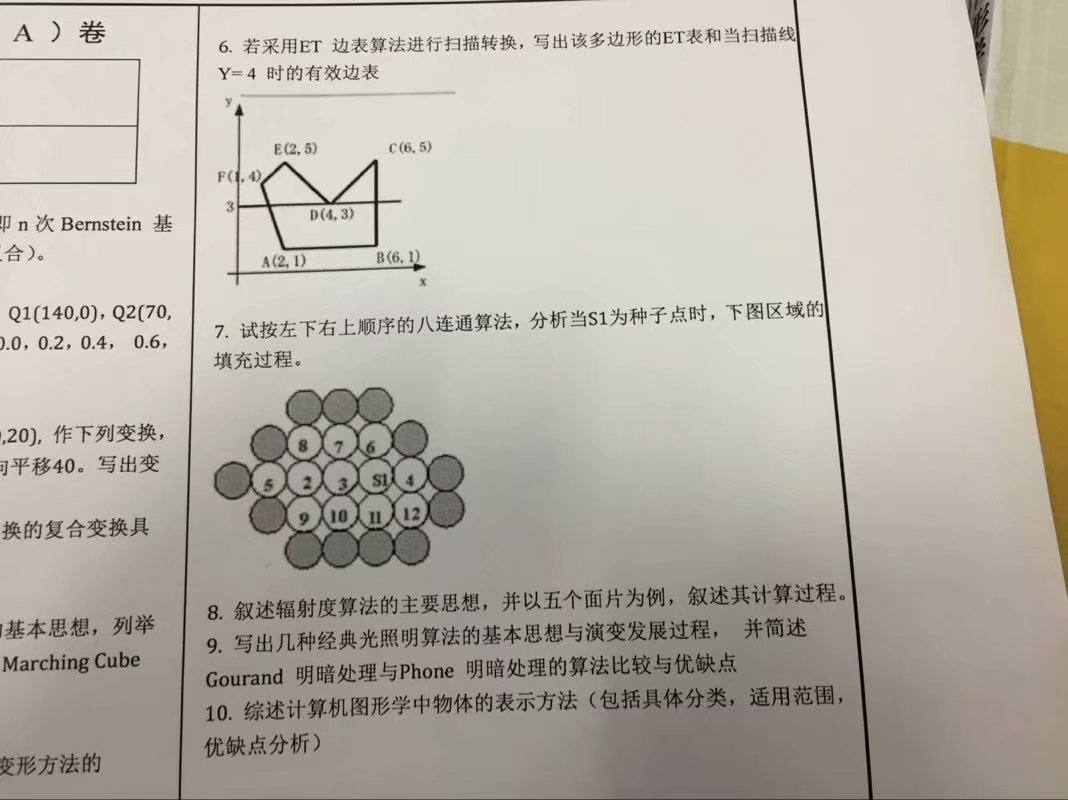 A ）卷
即 n 次 Bernstein 基
合）。
Q1(140,0)，Q2(70,
0.0，0.2，0.4， 0.6，
,20), 作下列变换，
向平移40。写出变
换的复合变换具
基本思想，列举
Marching Cube
变形方法的
6. 若采用ET 边表算法进行扫描转换，写出该多边形的ET表和当扫描线
Y= 4 时的有效边表
y
E(2, 5)
C(6, 5)
F(1, 4)
3
D(4, 3)
A(2, 1)
B(6, 1)
x
7. 试按左下右上顺序的八连通算法，分析当S1为种子点时，下图区域的
填充过程。
8 7 6
5 2 3 S1 4
9 10 11 12
8. 叙述辐射度算法的主要思想，并以五个面片为例，叙述其计算过程。
9. 写出几种经典光照明算法的基本思想与演变发展过程， 并简述
Gourand 明暗处理与Phone 明暗处理的算法比较与优缺点
10. 综述计算机图形学中物体的表示方法（包括具体分类，适用范围，
优缺点分析）